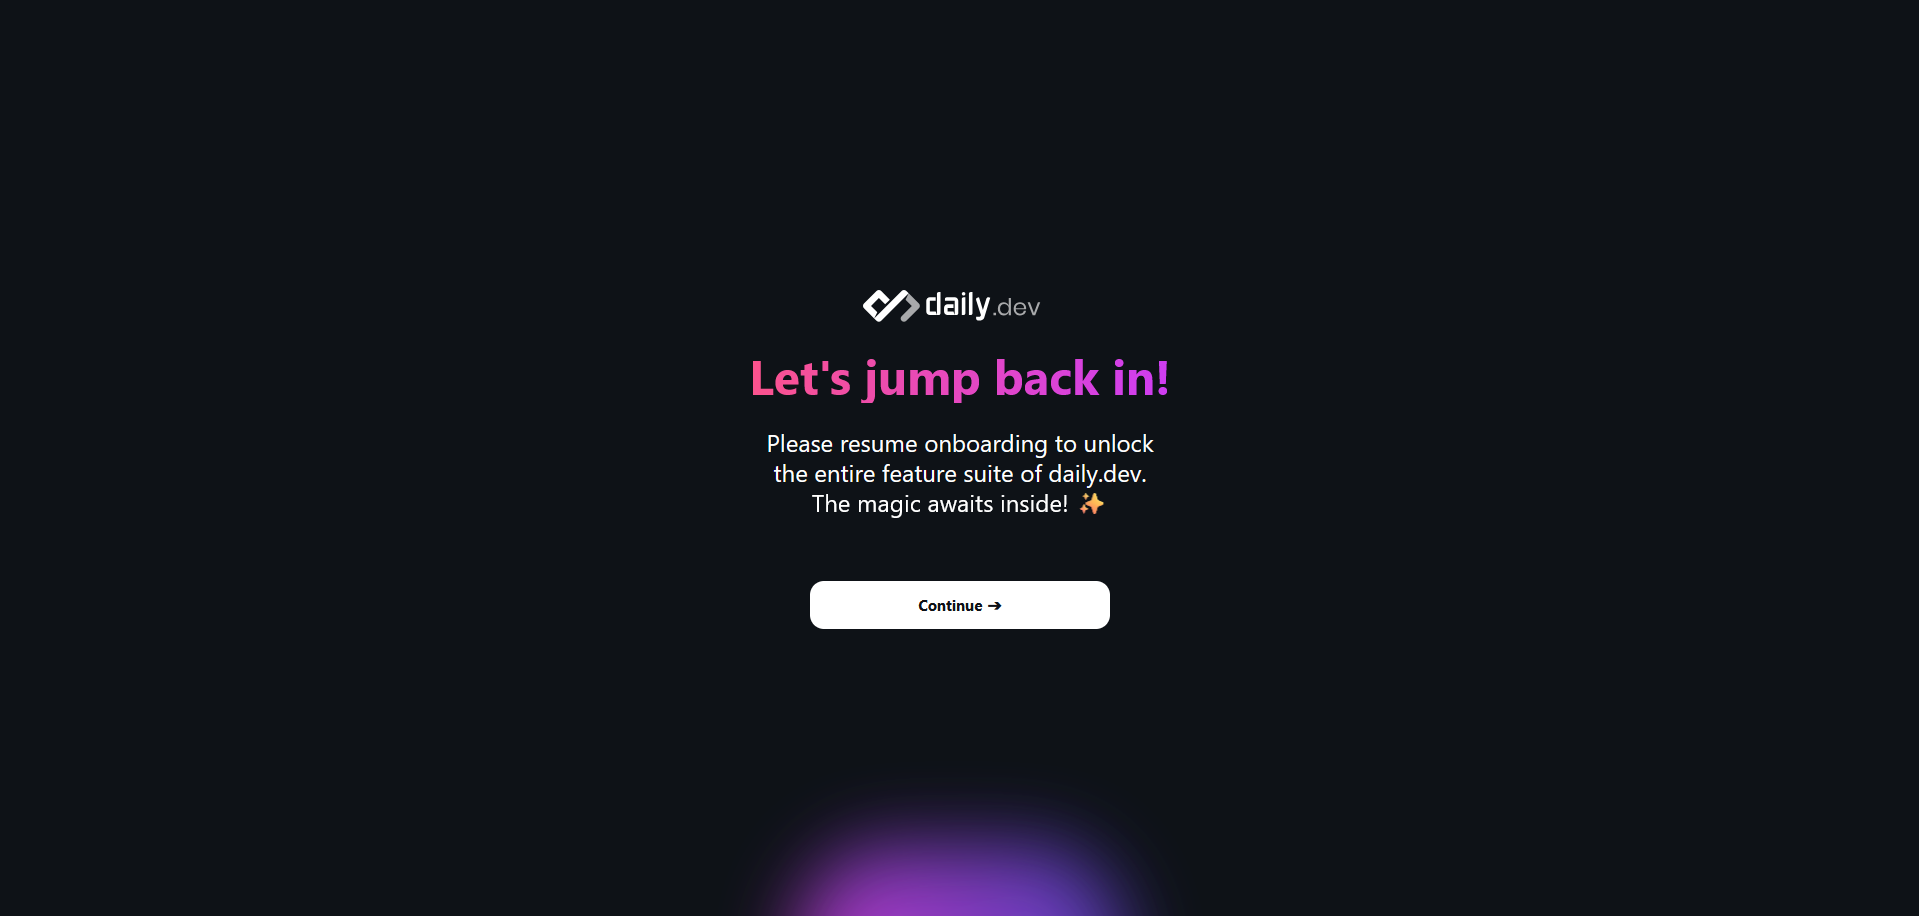 daily.dev
Let's jump back in!
Please resume onboarding to unlock
the entire feature suite of daily.dev.
The magic awaits inside! ✨
Continue ➔